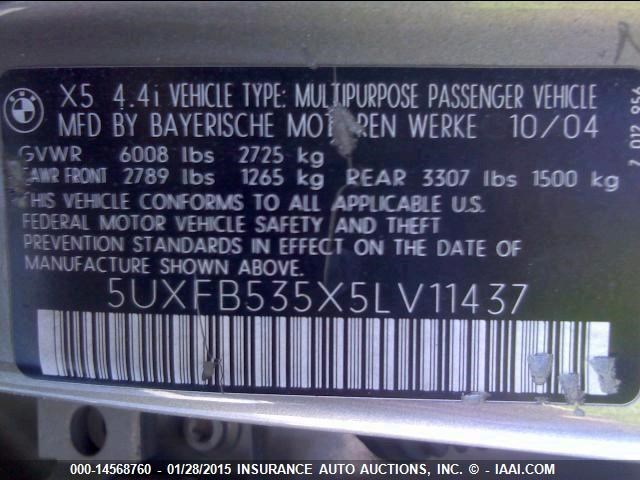 X5 4.4i VEHICLE TYPE: MULTIPURPOSE PASSENGER VEHICLE
MFD BY BAYERISCHE MOTOREN WERKE 10/04
GVWR 6008 lbs 2725 kg
GAWR FRONT 2789 lbs 1265 kg REAR 3307 lbs 1500 kg
THIS VEHICLE CONFORMS TO ALL APPLICABLE U.S.
FEDERAL MOTOR VEHICLE SAFETY AND THEFT
PREVENTION STANDARDS IN EFFECT ON THE DATE OF
MANUFACTURE SHOWN ABOVE.
5UXFB535X5LV11437
7 012 956
000-14568760 - 01/28/2015 INSURANCE AUTO AUCTIONS, INC. - IAAI.COM